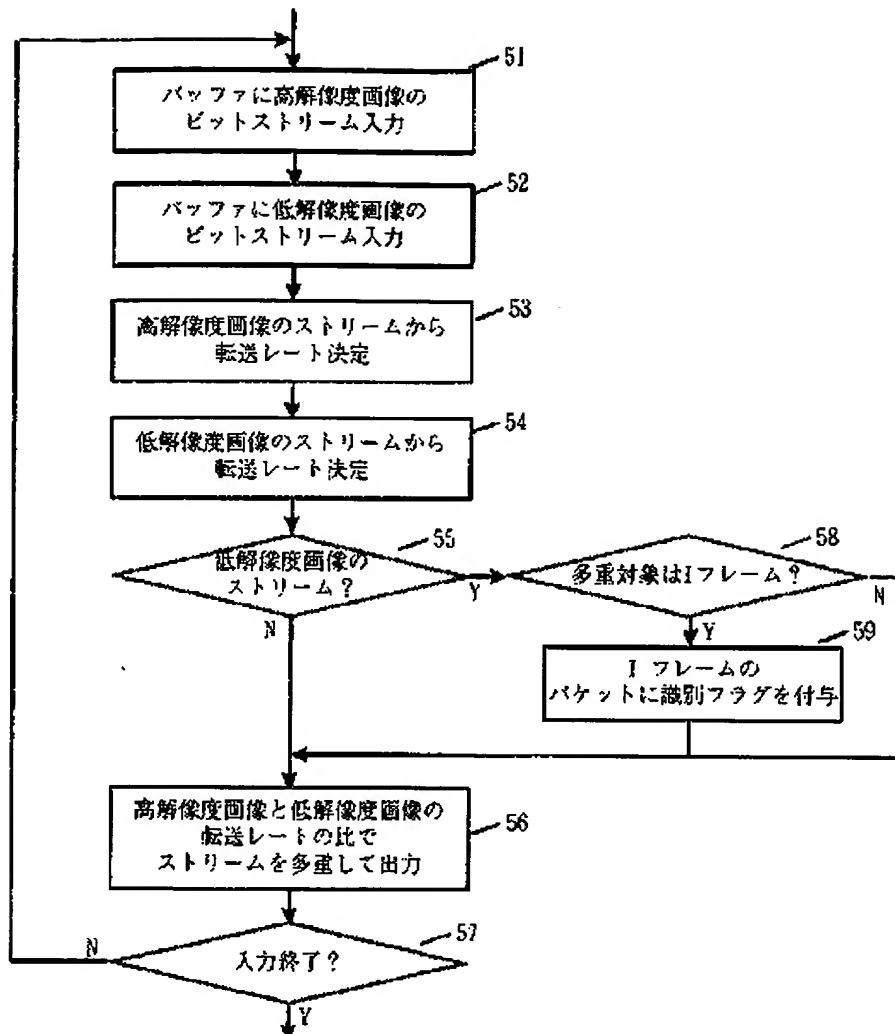 51
バッファに高解像度画像の
ビットストリーム入力
52
バッファに低解像度画像の
ビットストリーム入力
53
高解像度画像のストリームから
転送レート決定
54
低解像度画像のストリームから
転送レート決定
55
低解像度画像の
ストリーム？
Y
N
58
多重対象はIフレーム？
N
Y
59
I フレームの
パケットに識別フラグを付与
高解像度画像と低解像度画像の
転送レートの比で
ストリームを多重して出力
56
57
入力終了？
N
Y